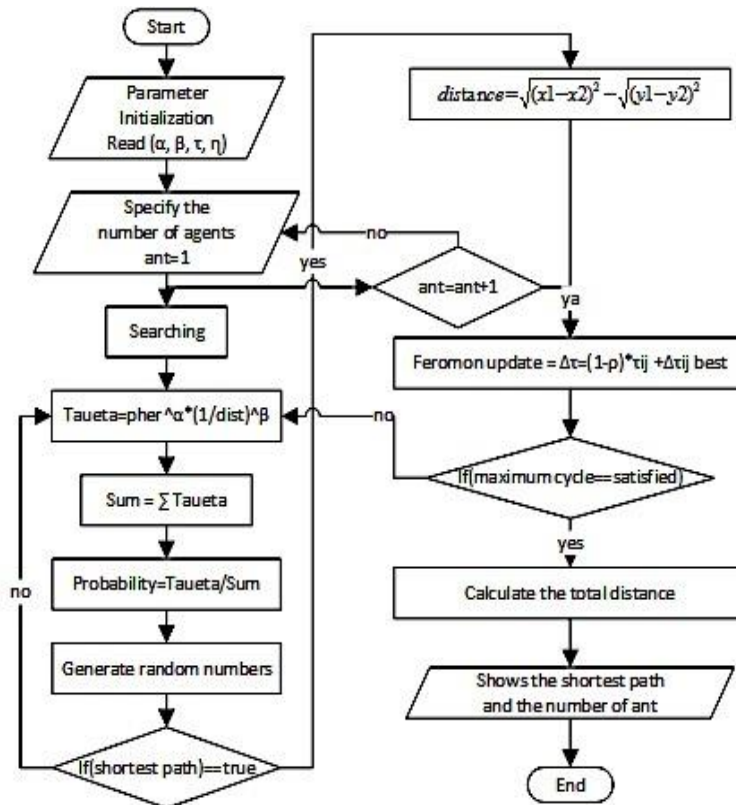 Start
Parameter
Initialization
Read (α, β, τ, η)
Specify the
number of agents
ant=1
Searching
Taueta=pher^α*(1/dist)^β
Sum = ∑ Taueta
Probability=Taueta/Sum
Generate random numbers
If(shortest path)==true
no
yes
distance=√(x1−x2)² − √(y1−y2)²
no
ant=ant+1
ya
Feromon update = Δτ=(1-ρ)*τij +Δτij best
no
If(maximum cycle==satisfied)
yes
Calculate the total distance
Shows the shortest path
and the number of ant
End